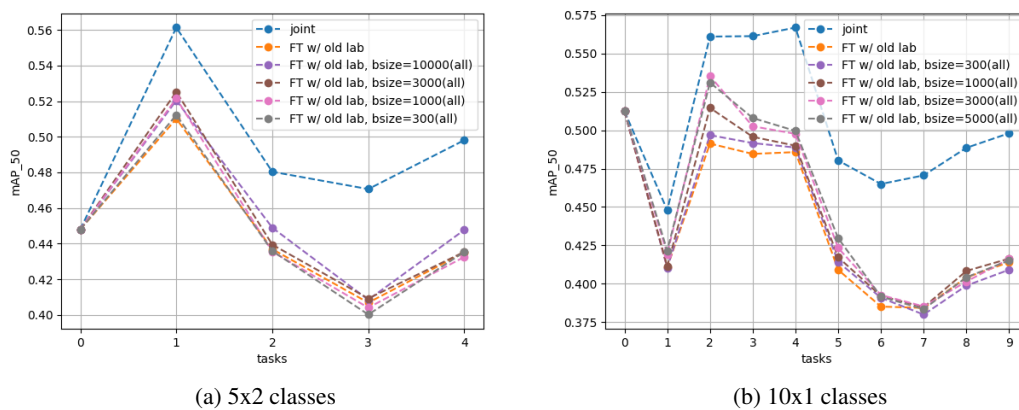 0.56
0.54
0.52
0.50
0.48
0.46
0.44
0.42
0.40
mAP_50
joint
FT w/ old lab
FT w/ old lab, bsize=10000(all)
FT w/ old lab, bsize=3000(all)
FT w/ old lab, bsize=1000(all)
FT w/ old lab, bsize=300(all)
0 1 2 3 4
tasks
(a) 5x2 classes
0.575
0.550
0.525
0.500
0.475
0.450
0.425
0.400
0.375
mAP_50
joint
FT w/ old lab
FT w/ old lab, bsize=300(all)
FT w/ old lab, bsize=1000(all)
FT w/ old lab, bsize=3000(all)
FT w/ old lab, bsize=5000(all)
0 1 2 3 4 5 6 7 8 9
tasks
(b) 10x1 classes